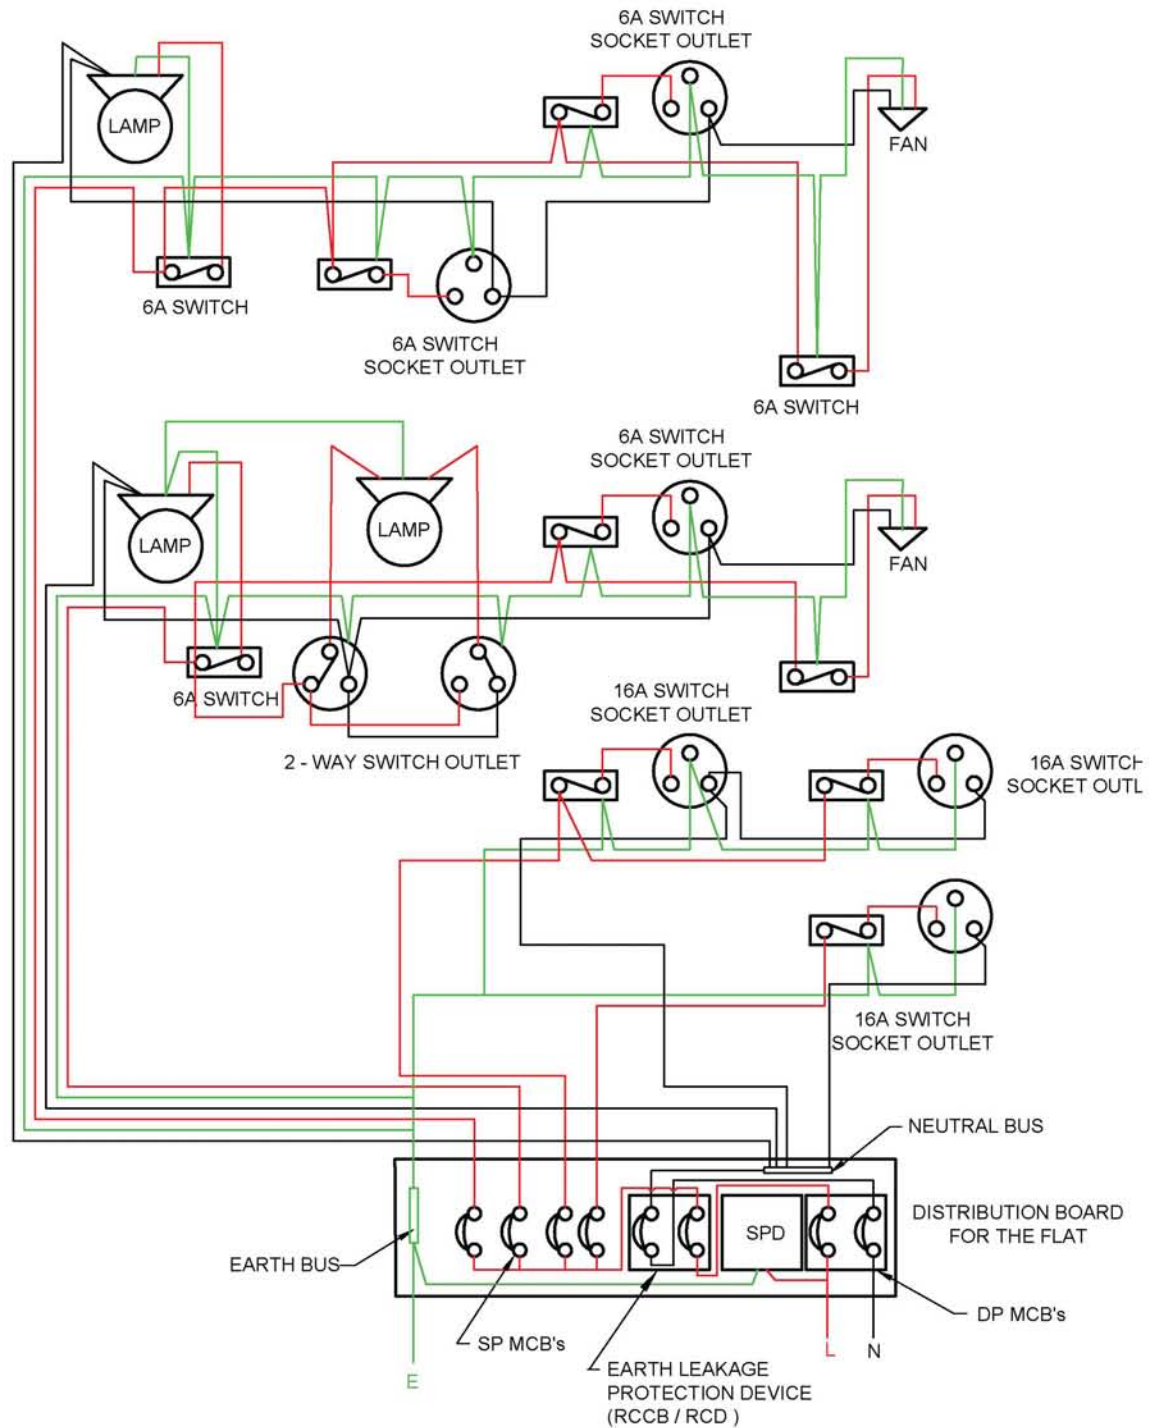 6A SWITCH
SOCKET OUTLET
LAMP
FAN
6A SWITCH
6A SWITCH
SOCKET OUTLET
6A SWITCH
6A SWITCH
SOCKET OUTLET
LAMP
LAMP
FAN
6A SWITCH
16A SWITCH
SOCKET OUTLET
2 - WAY SWITCH OUTLET
16A SWITCH
SOCKET OUTL
16A SWITCH
SOCKET OUTLET
NEUTRAL BUS
DISTRIBUTION BOARD
FOR THE FLAT
SPD
EARTH BUS
DP MCB's
SP MCB's
L
N
E
EARTH LEAKAGE
PROTECTION DEVICE
(RCCB / RCD )